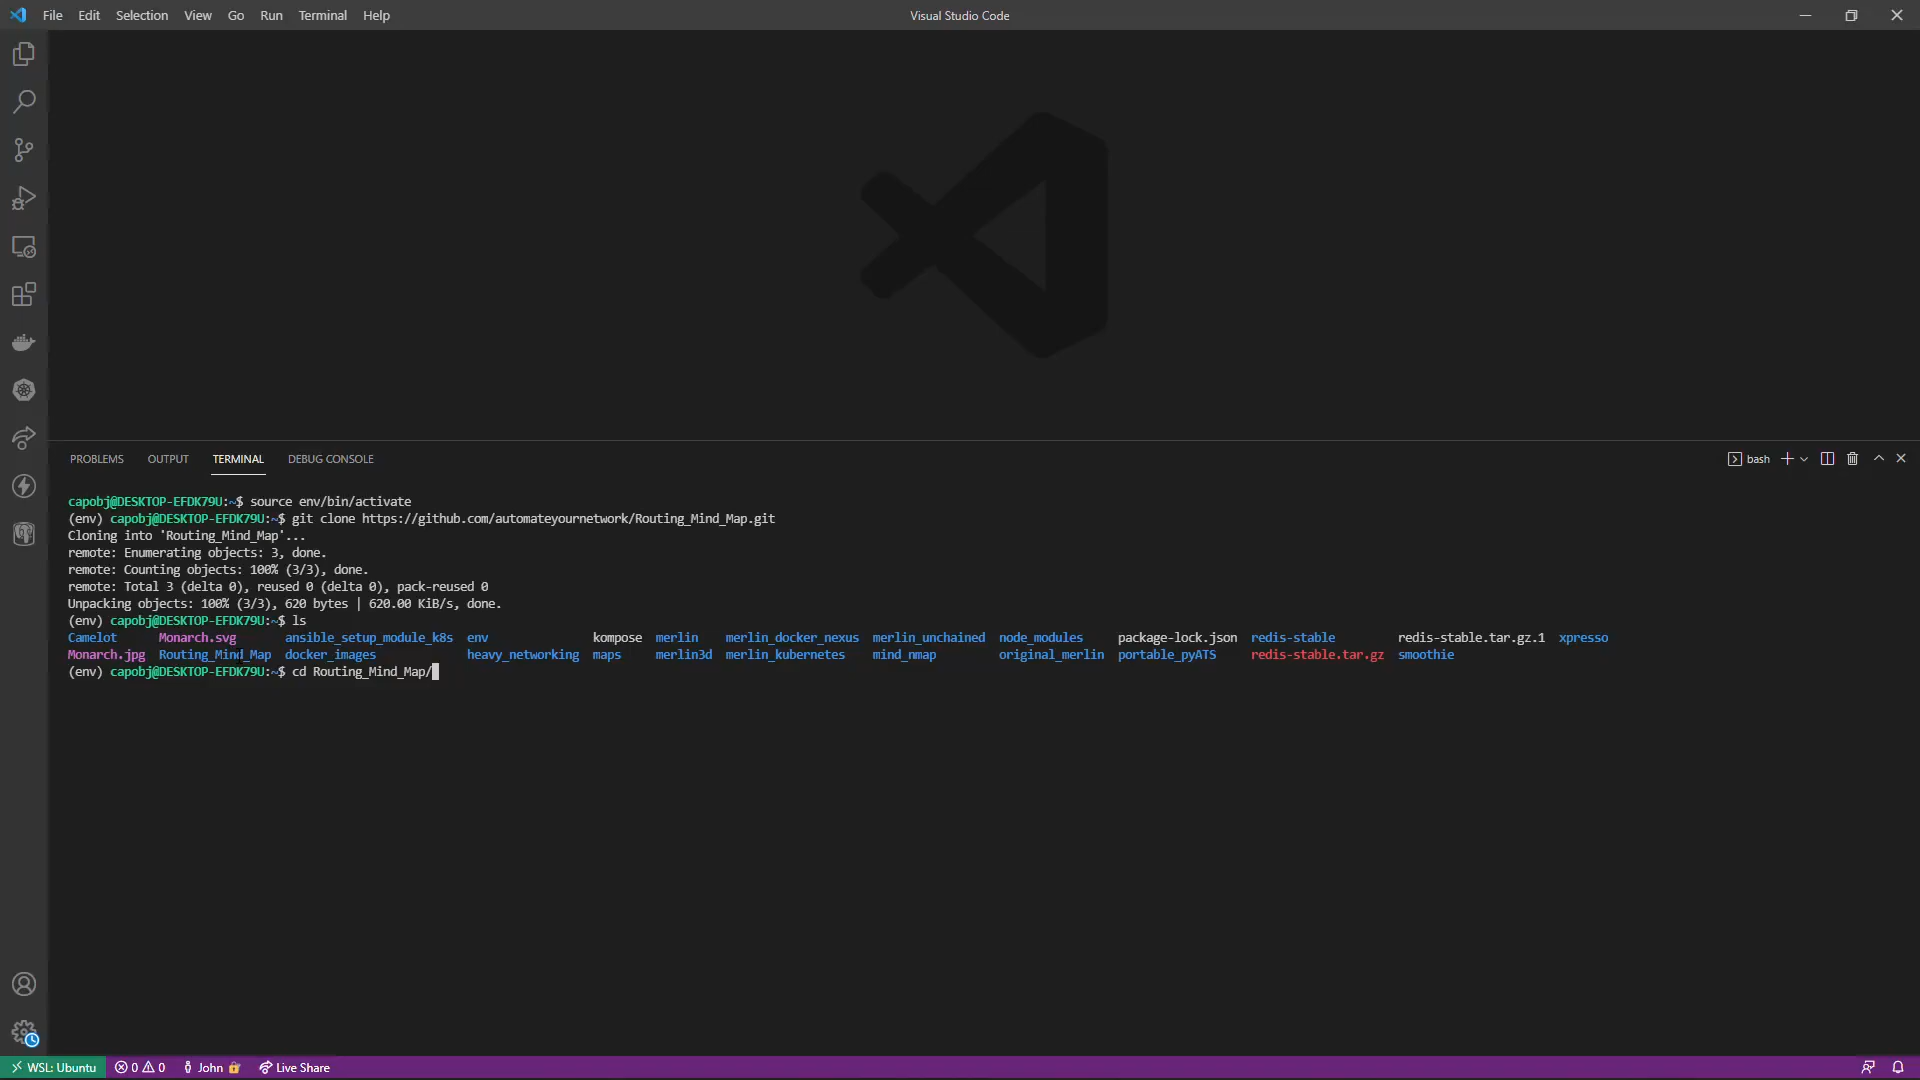 File Edit Selection View Go Run Terminal Help
Visual Studio Code
PROBLEMS OUTPUT TERMINAL DEBUG CONSOLE
bash
capobj@DESKTOP-EFDK79U:~$ source env/bin/activate
(env) capobj@DESKTOP-EFDK79U:~$ git clone https://github.com/automateyournetwork/Routing_Mind_Map.git
Cloning into 'Routing_Mind_Map'...
remote: Enumerating objects: 3, done.
remote: Counting objects: 100% (3/3), done.
remote: Total 3 (delta 0), reused 0 (delta 0), pack-reused 0
Unpacking objects: 100% (3/3), 620 bytes | 620.00 KiB/s, done.
(env) capobj@DESKTOP-EFDK79U:~$ ls
Camelot Monarch.svg ansible_setup_module_k8s env kompose merlin merlin_docker_nexus merlin_unchained node_modules package-lock.json redis-stable redis-stable.tar.gz.1 xpresso
Monarch.jpg Routing_Mind_Map docker_images heavy_networking maps merlin3d merlin_kubernetes mind_nmap original_merlin portable_pyATS redis-stable.tar.gz smoothie
(env) capobj@DESKTOP-EFDK79U:~$ cd Routing_Mind_Map/
WSL: Ubuntu 0 0 John Live Share